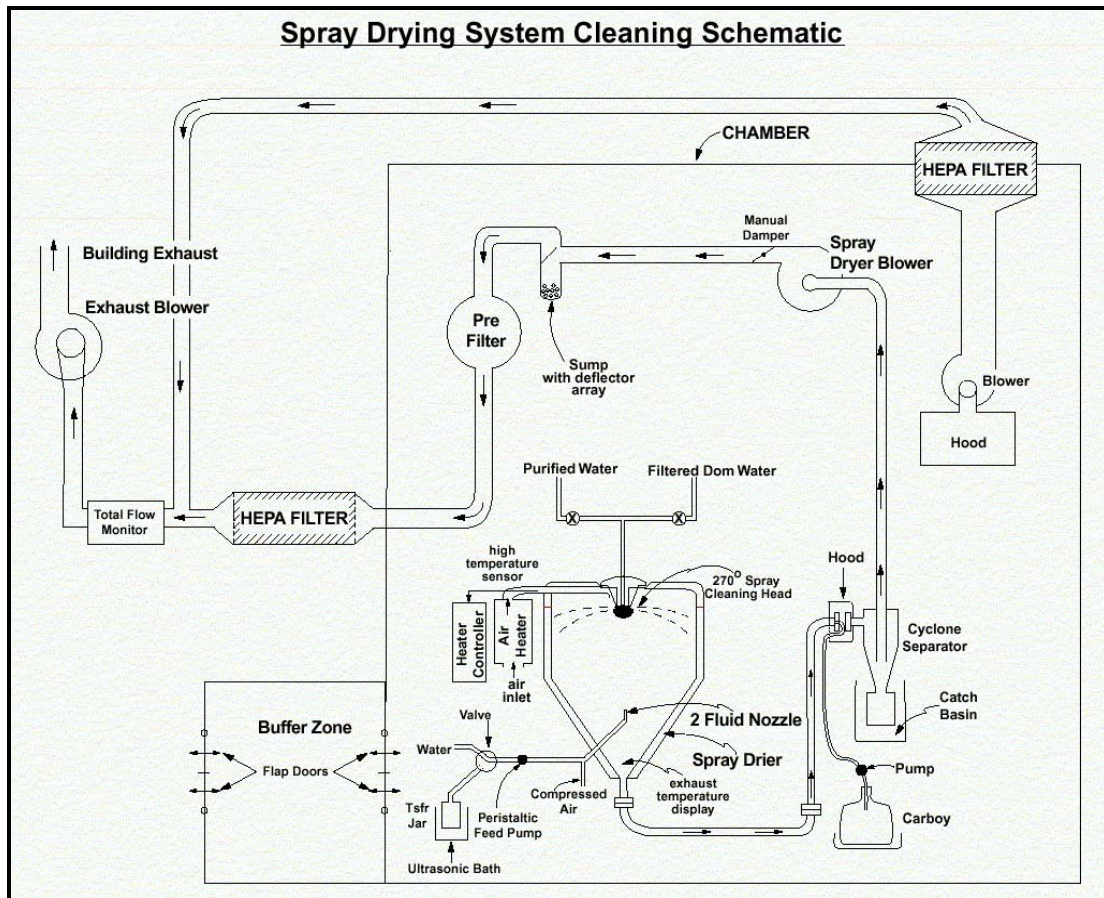 Spray Drying System Cleaning Schematic
CHAMBER
HEPA FILTER
Manual
Damper
Spray
Dryer Blower
Building Exhaust
Exhaust Blower
Pre
Filter
Sump
with deflector
array
Blower
Hood
Purified Water
Filtered Dom Water
Total Flow
Monitor
HEPA FILTER
high
temperature
sensor
270° Spray
Cleaning Head
Hood
Heater
Controller
Air
Heater
air
inlet
Cyclone
Separator
Catch
Basin
Buffer Zone
Valve
2 Fluid Nozzle
Water
Spray Drier
Flap Doors
Pump
Compressed
Air
exhaust
temperature
display
Tsfr
Jar
Peristaltic
Feed Pump
Carboy
Ultrasonic Bath
X
X